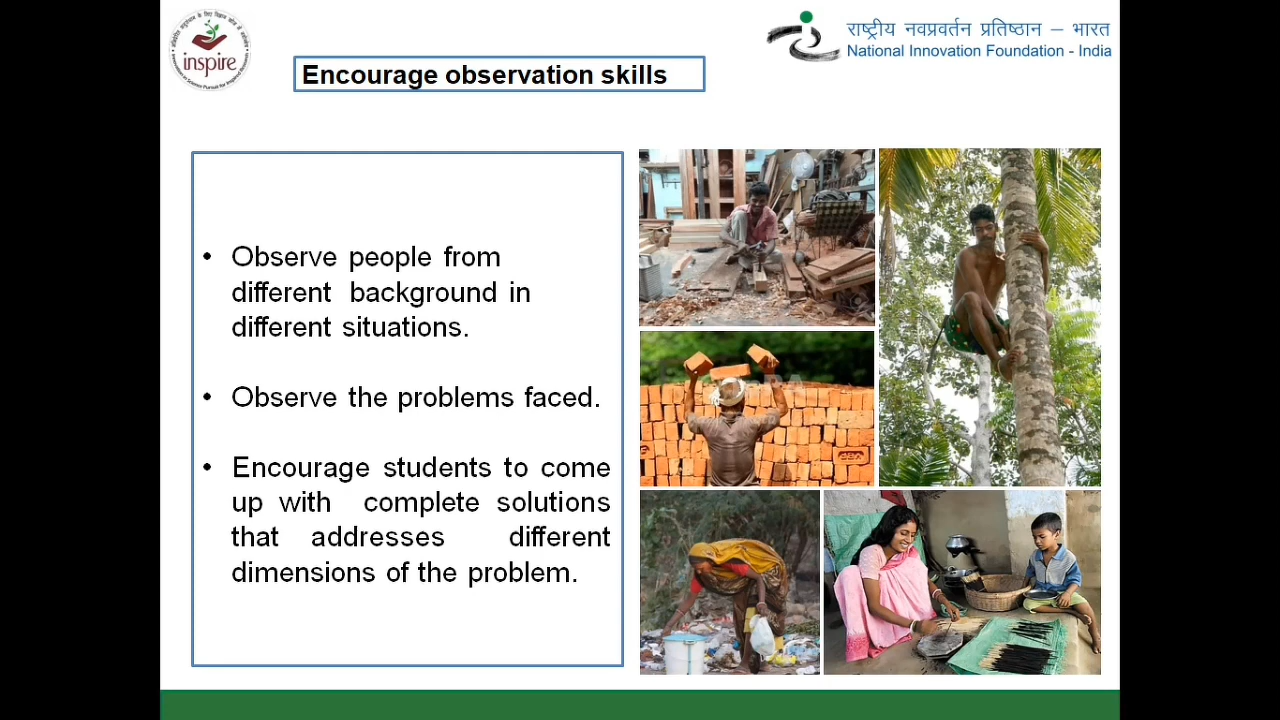 inspire
राष्ट्रीय नवप्रवर्तन प्रतिष्ठान – भारत
National Innovation Foundation - India
Encourage observation skills
• Observe people from
different background in
different situations.
• Observe the problems faced.
• Encourage students to come
up with complete solutions
that addresses different
dimensions of the problem.